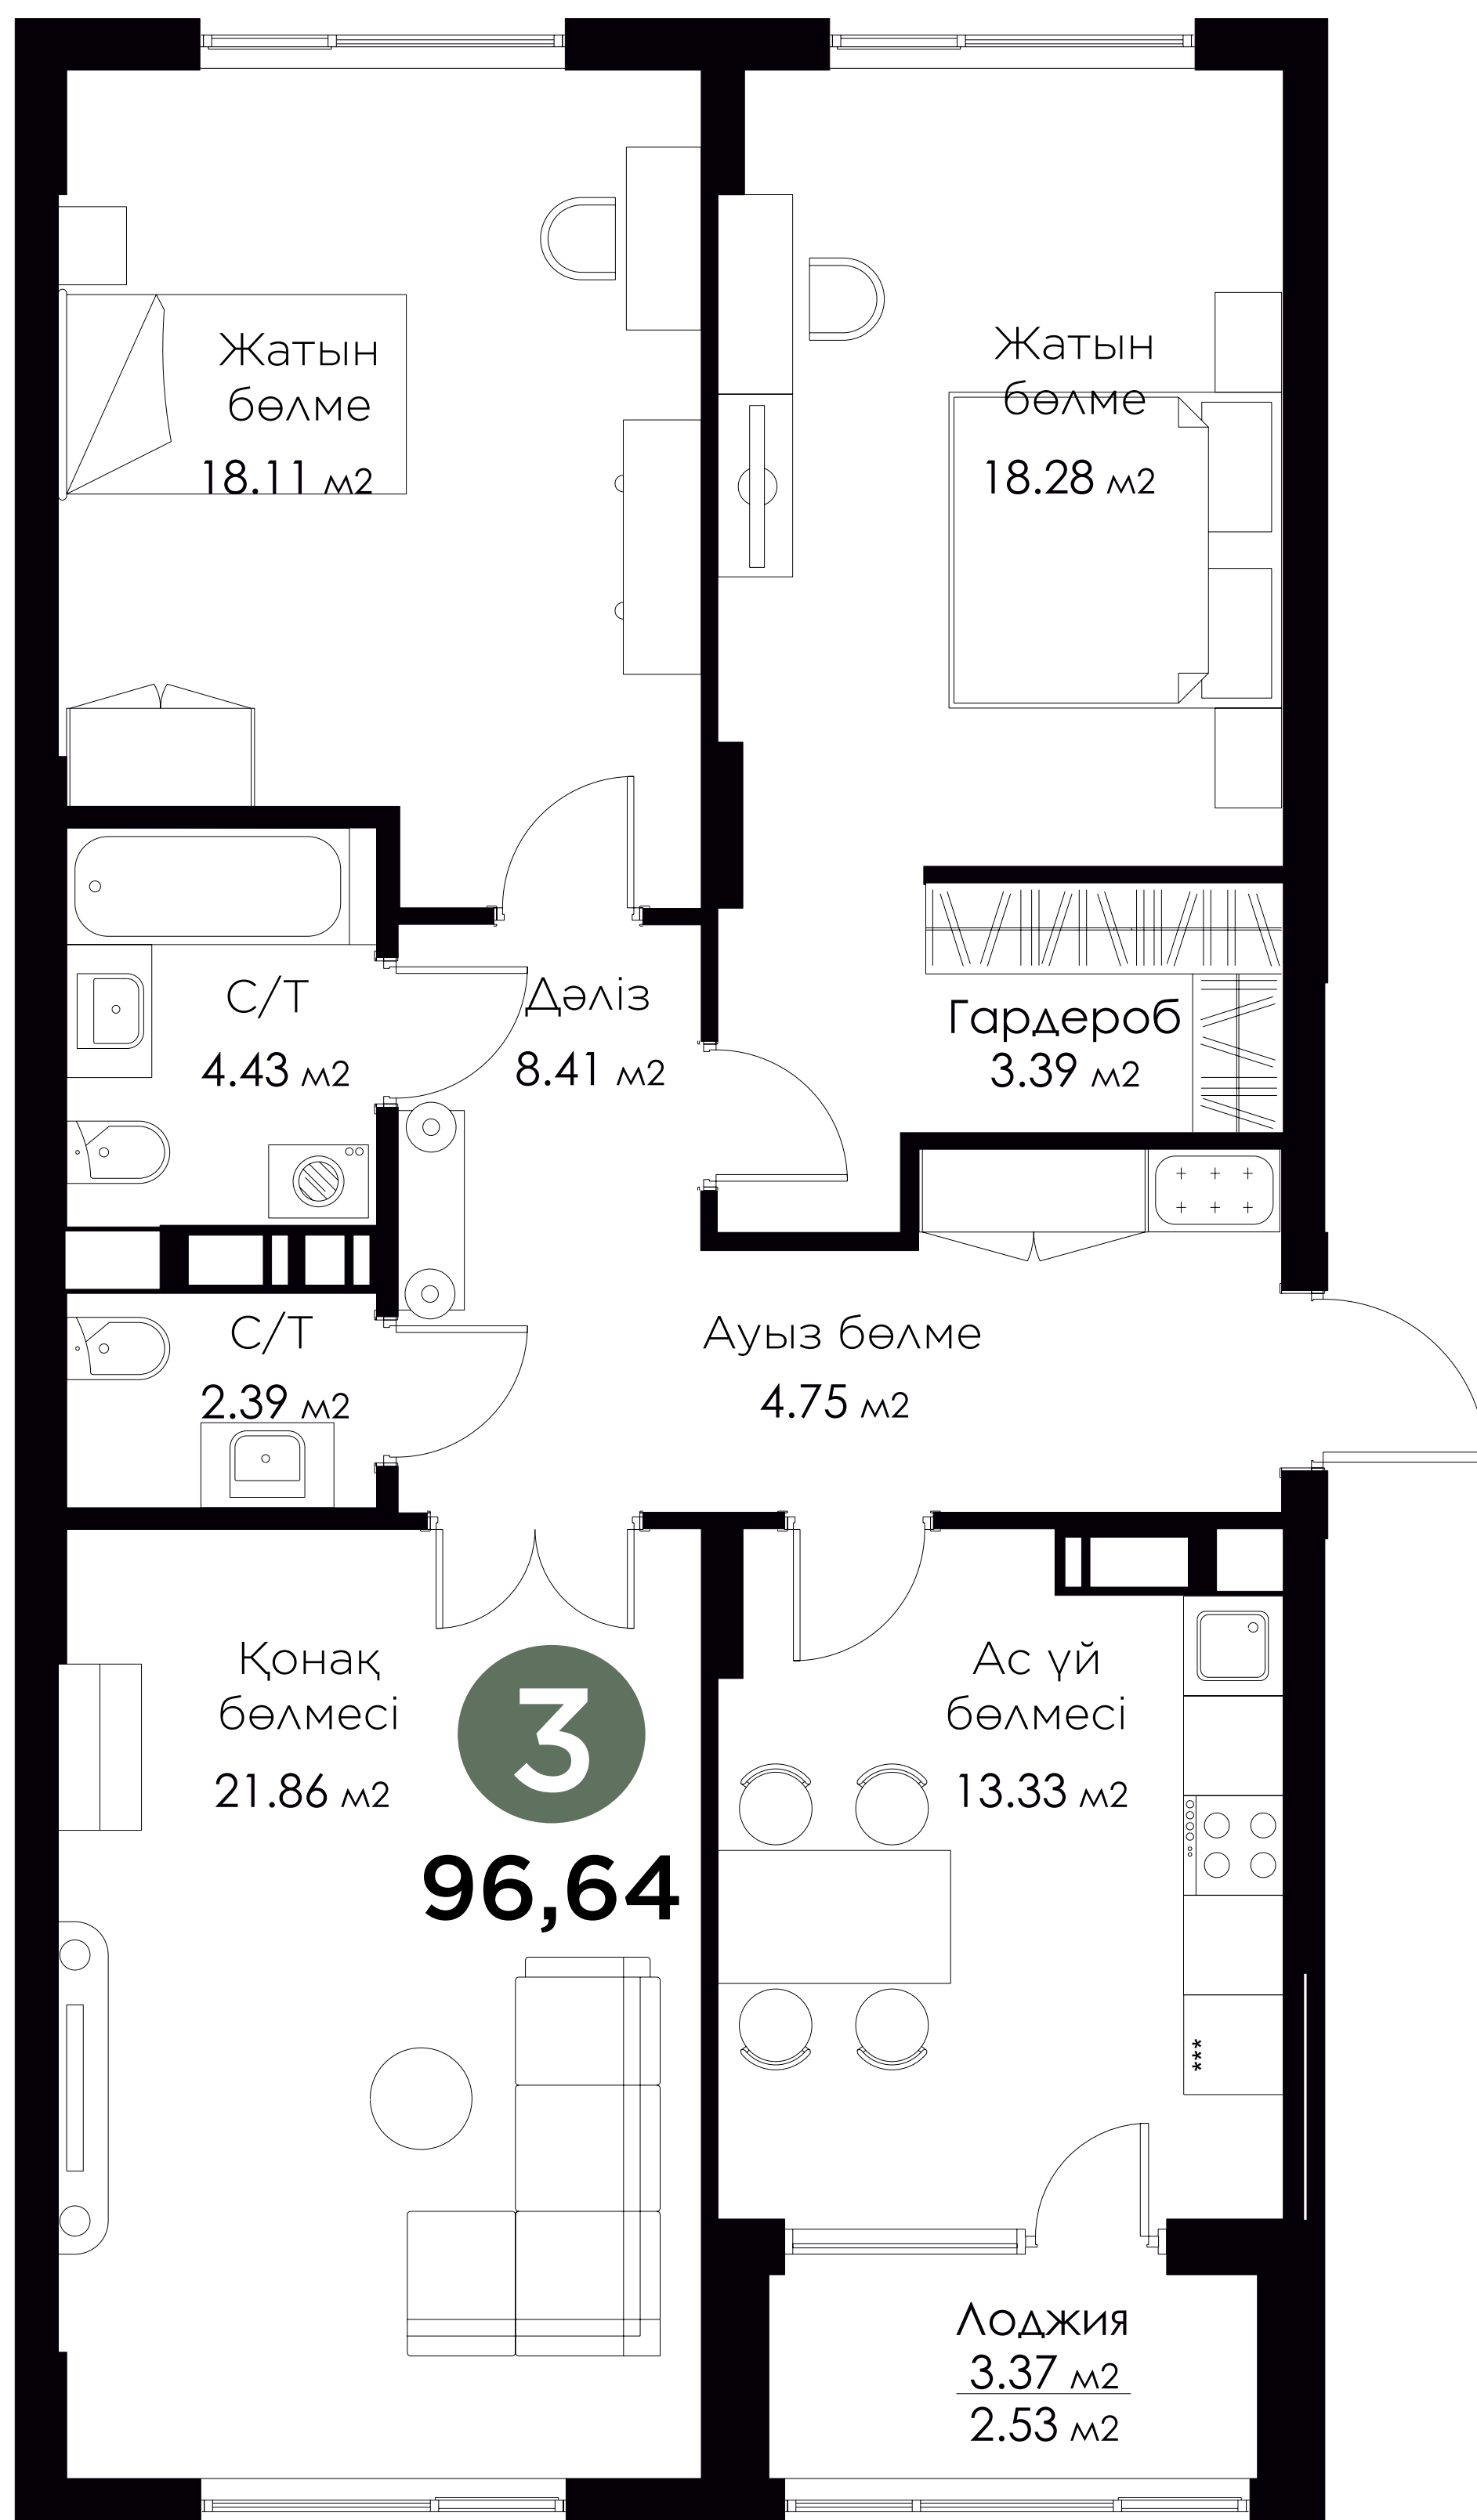 Жатын
бөлме
18.11 м2
Жатын
бөлме
18.28 м2
С/Т
4.43 м2
Дәліз
8.41 м2
Гардероб
3.39 м2
С/Т
2.39 м2
Ауыз бөлме
4.75 м2
Қонақ
бөлмесі
21.86 м2
3
96,64
Ас үй
бөлмесі
13.33 м2
***
Лоджия
3.37 м2
2.53 м2